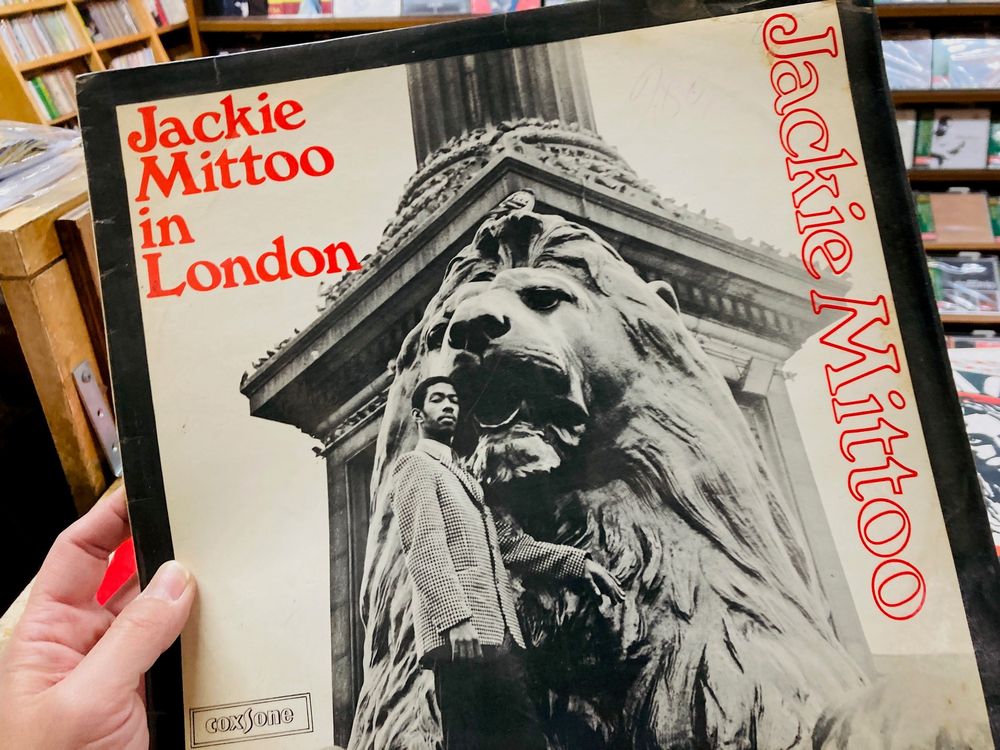 Jackie
Mittoo
in
London
Jackie Mittoo
coxsone